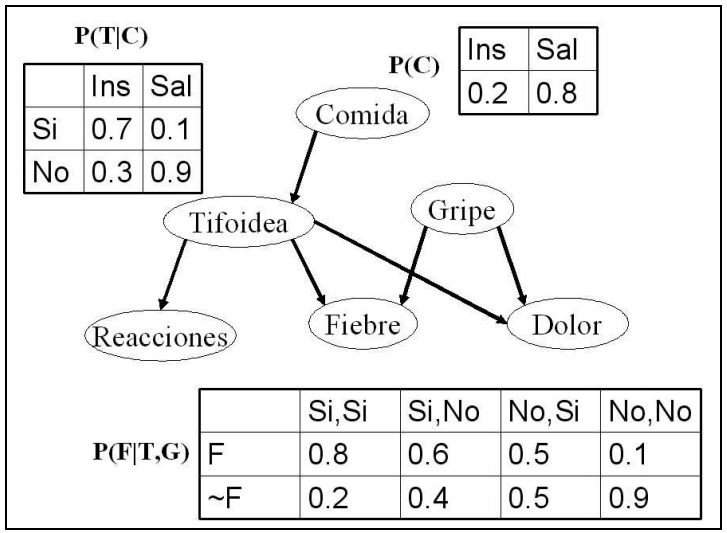 P(T|C)
Ins Sal
Si 0.7 0.1
No 0.3 0.9
P(C)
Ins Sal
0.2 0.8
Comida
Tifoidea
Gripe
Reacciones
Fiebre
Dolor
P(F|T,G)
Si,Si Si,No No,Si No,No
F 0.8 0.6 0.5 0.1
~F 0.2 0.4 0.5 0.9